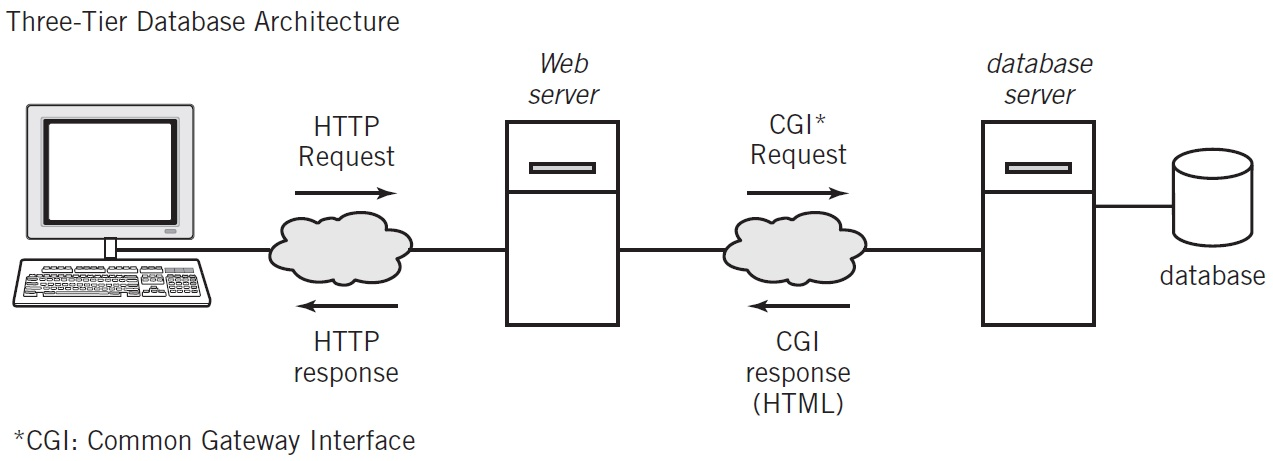 Three-Tier Database Architecture
Web
server
database
server
HTTP
Request
CGI*
Request
database
HTTP
response
CGI
response
(HTML)
*CGI: Common Gateway Interface